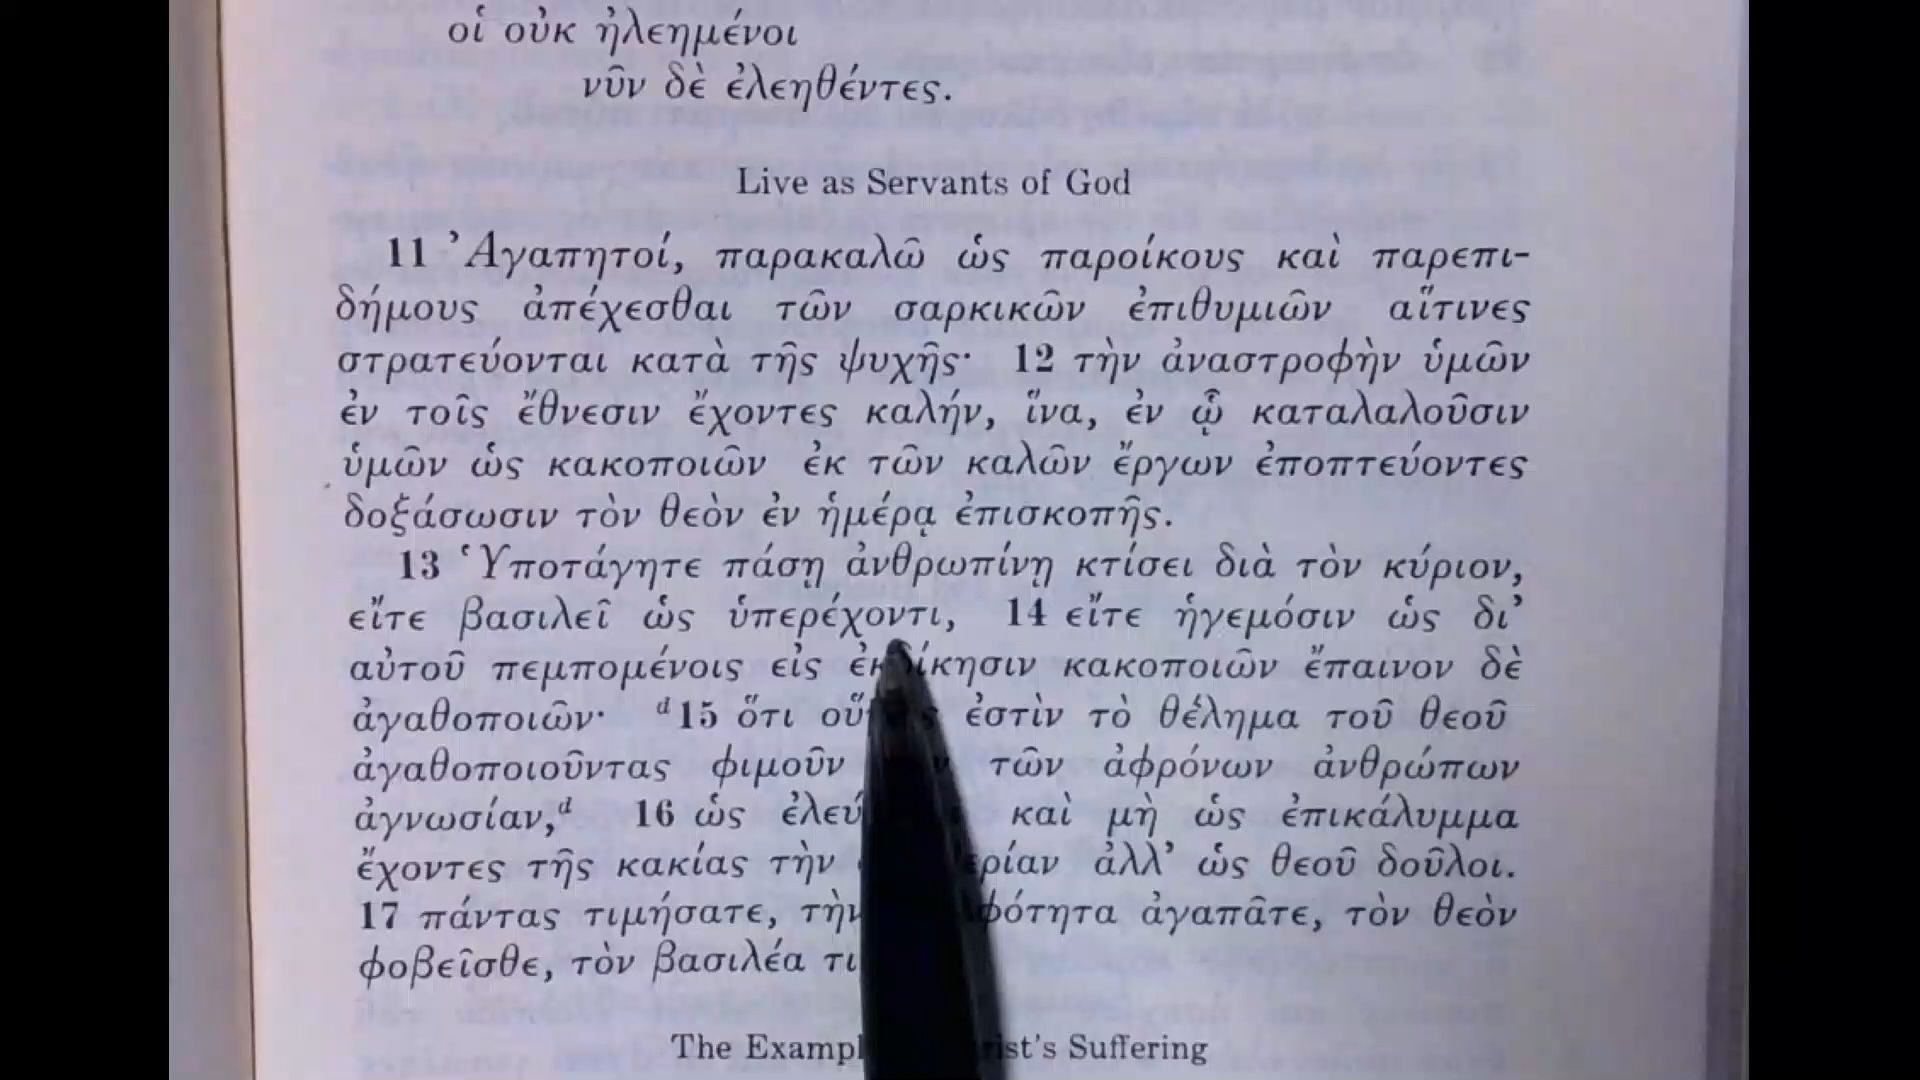 οἱ οὐκ ἠλεημένοι
νῦν δὲ ἐλεηθέντες.
Live as Servants of God
11 Ἀγαπητοί, παρακαλῶ ὡς παροίκους καὶ παρεπι-
δήμους ἀπέχεσθαι τῶν σαρκικῶν ἐπιθυμιῶν αἵτινες
στρατεύονται κατὰ τῆς ψυχῆς· 12 τὴν ἀναστροφὴν ὑμῶν
ἐν τοῖς ἔθνεσιν ἔχοντες καλήν, ἵνα, ἐν ᾧ καταλαλοῦσιν
ὑμῶν ὡς κακοποιῶν ἐκ τῶν καλῶν ἔργων ἐποπτεύοντες
δοξάσωσιν τὸν θεὸν ἐν ἡμέρᾳ ἐπισκοπῆς.
13 Ὑποτάγητε πάσῃ ἀνθρωπίνῃ κτίσει διὰ τὸν κύριον,
εἴτε βασιλεῖ ὡς ὑπερέχοντι, 14 εἴτε ἡγεμόσιν ὡς δι’
αὐτοῦ πεμπομένοις εἰς ἐκδίκησιν κακοποιῶν ἔπαινον δὲ
ἀγαθοποιῶν· d 15 ὅτι ἐστὶν τὸ θέλημα τοῦ θεοῦ
ἀγαθοποιοῦντας φιμοῦν τῶν ἀφρόνων ἀνθρώπων
ἀγνωσίαν,d 16 ὡς καὶ μὴ ὡς ἐπικάλυμμα
ἔχοντες τῆς κακίας τὴν ἀλλ’ ὡς θεοῦ δοῦλοι.
17 πάντας τιμήσατε, τὴν ἀγαπᾶτε, τὸν θεὸν
φοβεῖσθε, τὸν βασιλέα
The Suffering